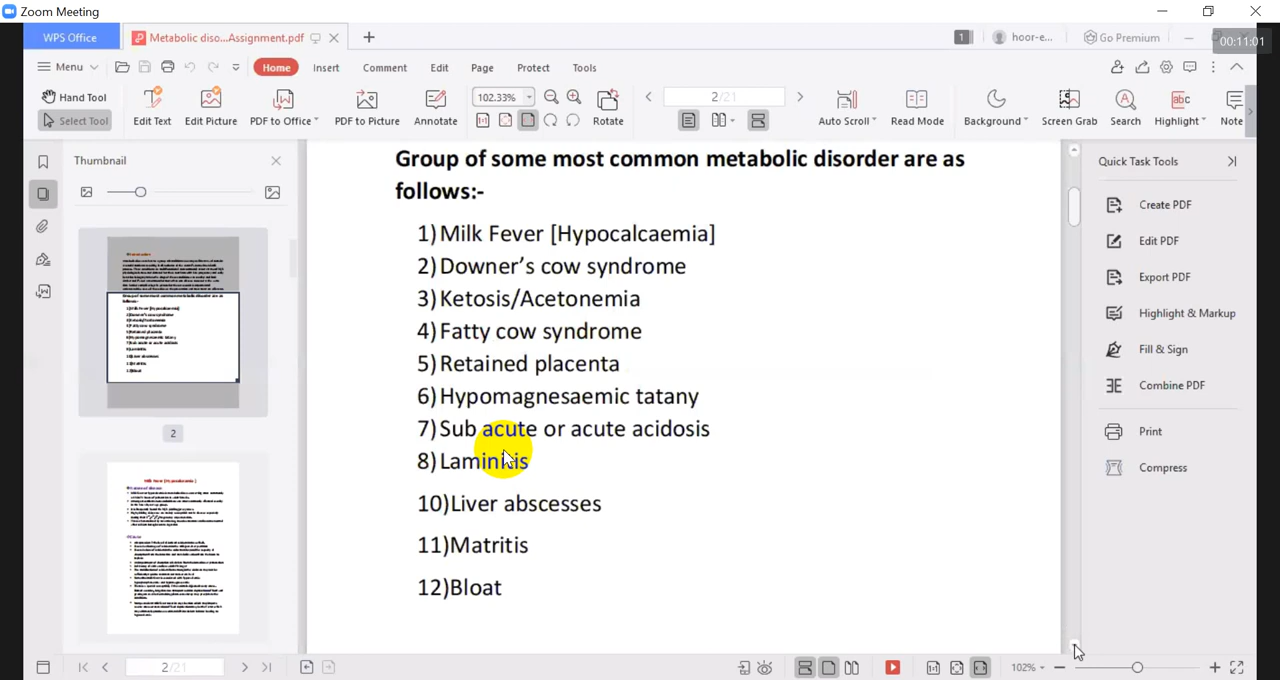 Zoom Meeting
WPS Office
Metabolic diso...Assignment.pdf
1
hoor-e...
Go Premium
00:11:01
Menu
Home
Insert
Comment
Edit
Page
Protect
Tools
Hand Tool
Select Tool
Edit Text
Edit Picture
PDF to Office
PDF to Picture
Annotate
102.33%
Rotate
2/21
Auto Scroll
Read Mode
Background
Screen Grab
Search
Highlight
Note
Thumbnail
2
Milk Fever [Hypocalcaemia]
Group of some most common metabolic disorder are as
follows:-
1) Milk Fever [Hypocalcaemia]
2) Downer’s cow syndrome
3) Ketosis/Acetonemia
4) Fatty cow syndrome
5) Retained placenta
6) Hypomagnesaemic tatany
7) Sub acute or acute acidosis
8) Laminitis
10)Liver abscesses
11)Matritis
12)Bloat
Quick Task Tools
Create PDF
Edit PDF
Export PDF
Highlight & Markup
Fill & Sign
Combine PDF
Print
Compress
2/21
102%